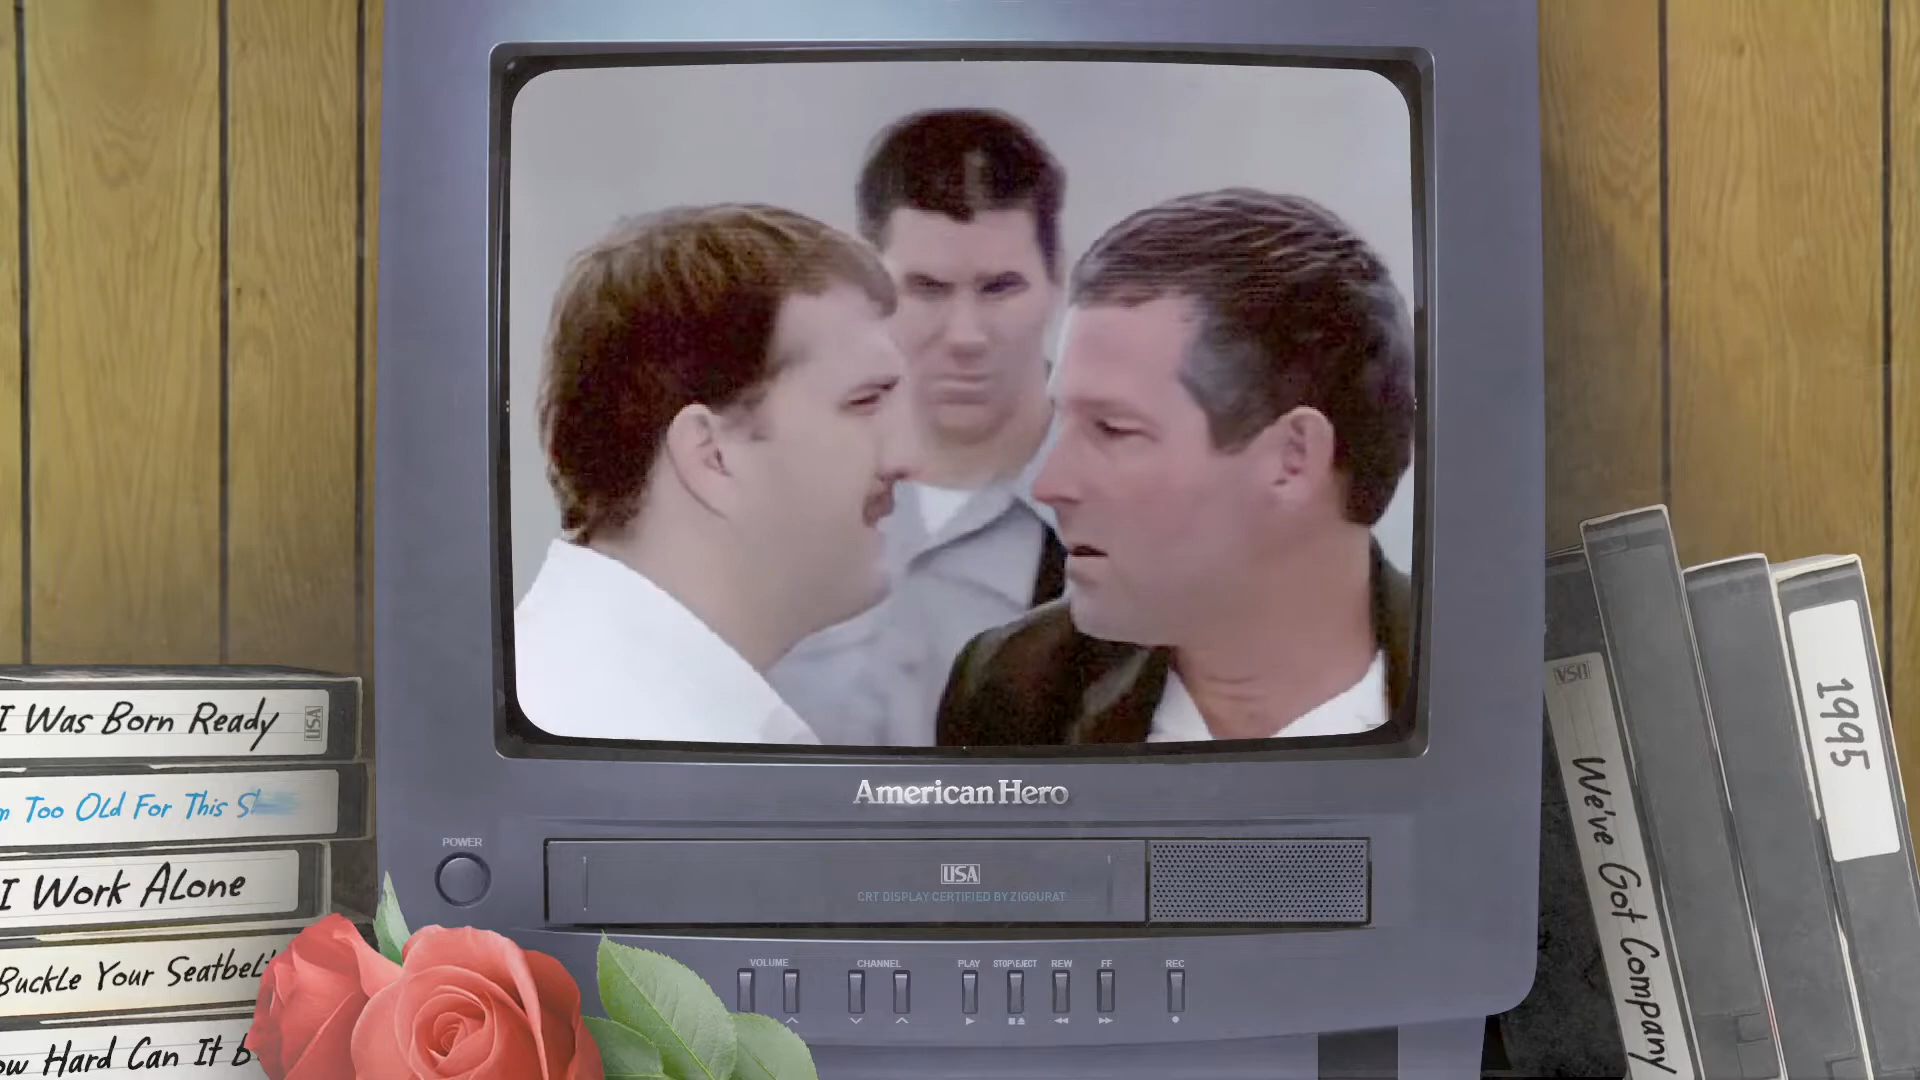 I Was Born Ready
USA
Too Old For This
I Work Alone
Buckle Your Seatbelt
Hard Can It
American Hero
POWER
USA
CRT DISPLAY CERTIFIED BY ZIGGURAT
VOLUME
CHANNEL
PLAY
STOP\EJECT
REW
FF
REC
USA
We've Got Company
1995